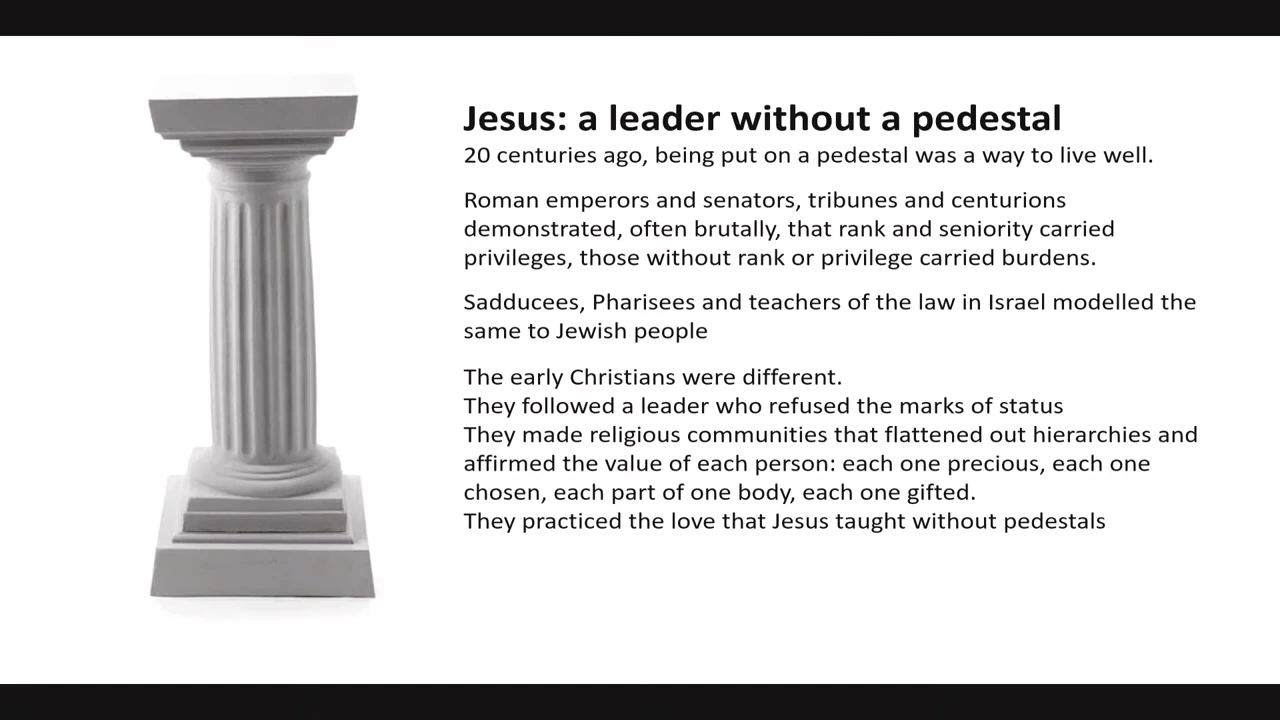 Jesus: a leader without a pedestal
20 centuries ago, being put on a pedestal was a way to live well.
Roman emperors and senators, tribunes and centurions
demonstrated, often brutally, that rank and seniority carried
privileges, those without rank or privilege carried burdens.
Sadducees, Pharisees and teachers of the law in Israel modelled the
same to Jewish people
The early Christians were different.
They followed a leader who refused the marks of status
They made religious communities that flattened out hierarchies and
affirmed the value of each person: each one precious, each one
chosen, each part of one body, each one gifted.
They practiced the love that Jesus taught without pedestals